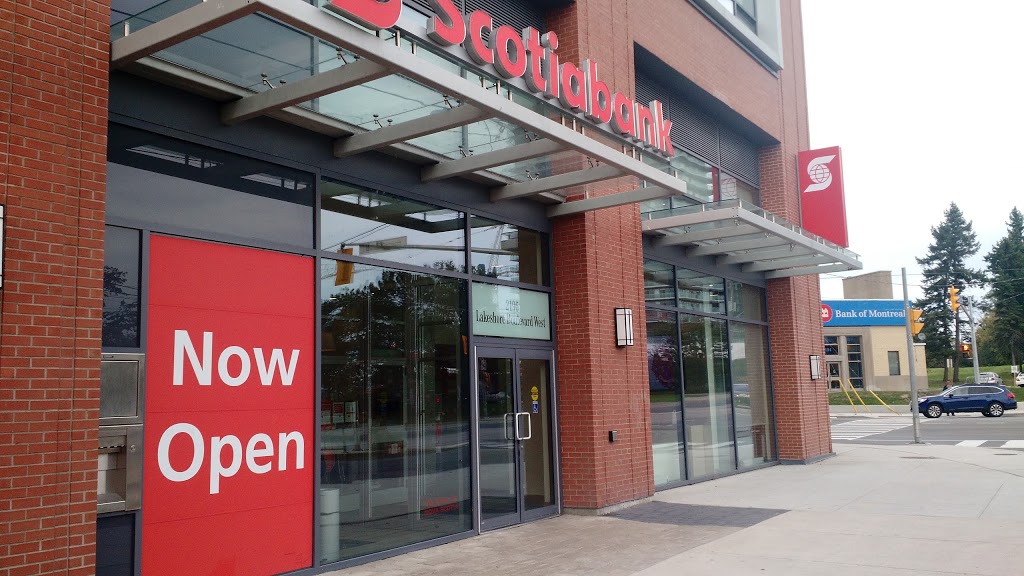 Scotiabank
Now
Open
Lakeshore Boulevard West
Bank of Montreal